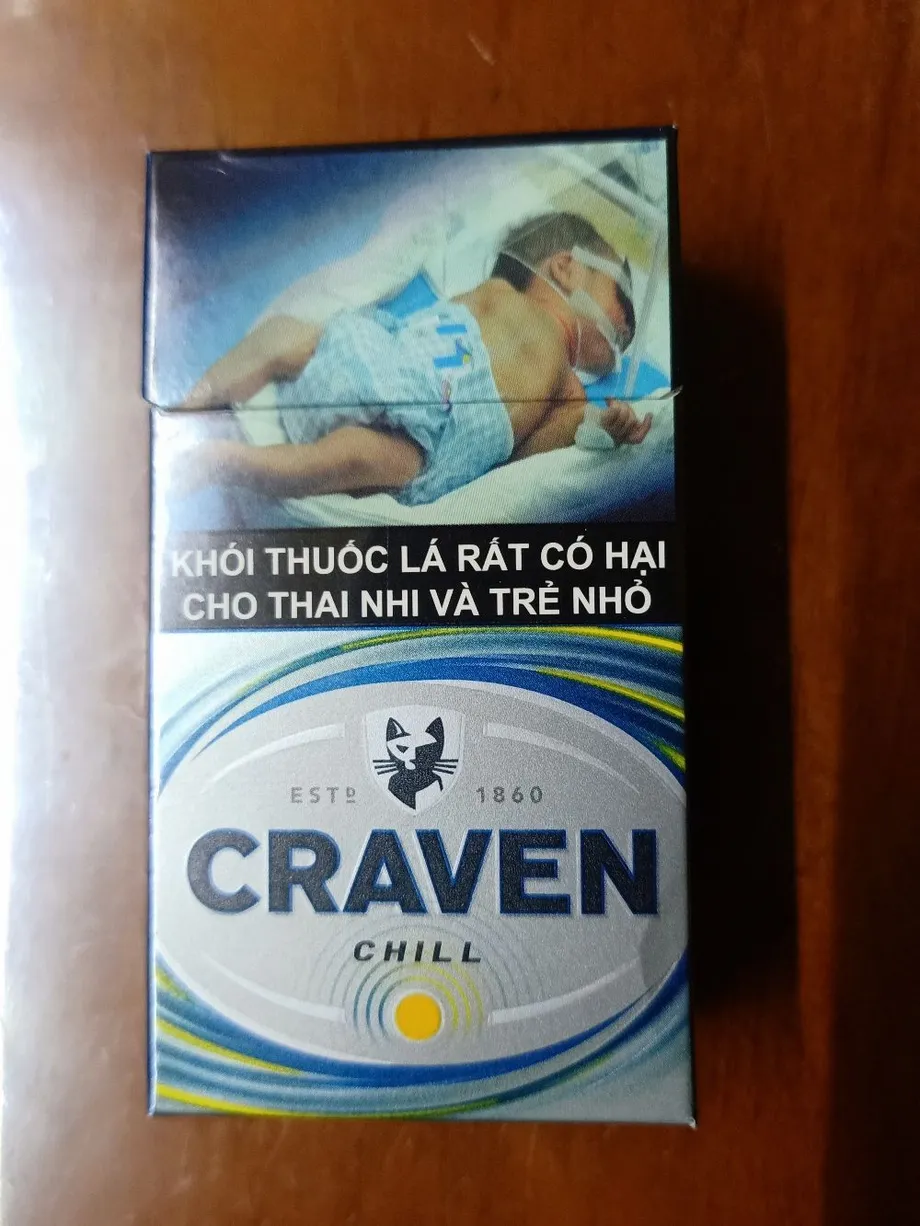 KHÓI THUỐC LÁ RẤT CÓ HẠI
CHO THAI NHI VÀ TRẺ NHỎ
ESTD 1860
CRAVEN
CHILL